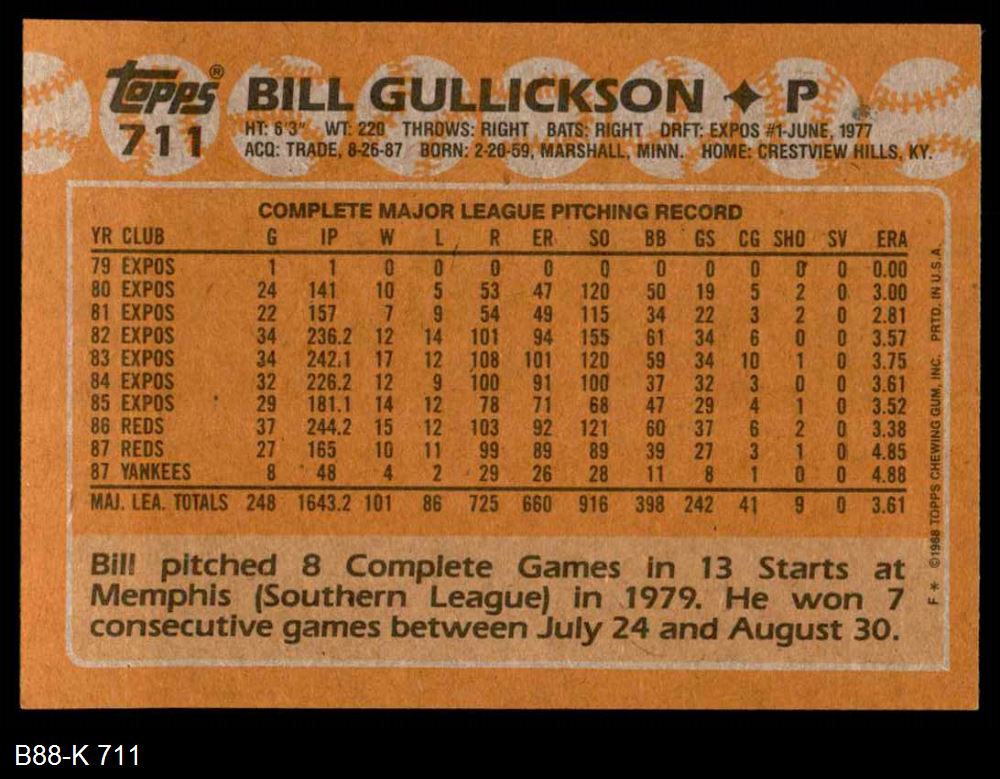 Topps®
BILL GULLICKSON ✦ P
711
HT: 6'3" WT: 220 THROWS: RIGHT BATS: RIGHT DRFT: EXPOS #1-JUNE, 1977
ACQ: TRADE, 8-26-87 BORN: 2-20-59, MARSHALL, MINN. HOME: CRESTVIEW HILLS, KY.
COMPLETE MAJOR LEAGUE PITCHING RECORD
YR CLUB G IP W L R ER SO BB GS CG SHO SV ERA
79 EXPOS 1 1 0 0 0 0 0 0 0 0 0 0 0.00
80 EXPOS 24 141 10 5 53 47 120 50 19 5 2 0 3.00
81 EXPOS 22 157 7 9 54 49 115 34 22 3 2 0 2.81
82 EXPOS 34 236.2 12 14 101 94 155 61 34 6 0 0 3.57
83 EXPOS 34 242.1 17 12 108 101 120 59 34 10 1 0 3.75
84 EXPOS 32 226.2 12 9 100 91 100 37 32 3 0 0 3.61
85 EXPOS 29 181.1 14 12 78 71 68 47 29 4 1 0 3.52
86 REDS 37 244.2 15 12 103 92 121 60 37 6 2 0 3.38
87 REDS 27 165 10 11 99 89 89 39 27 3 1 0 4.85
87 YANKEES 8 48 4 2 29 26 28 11 8 1 0 0 4.88
MAJ. LEA. TOTALS 248 1643.2 101 86 725 660 916 398 242 41 9 0 3.61
Bill pitched 8 Complete Games in 13 Starts at
Memphis (Southern League) in 1979. He won 7
consecutive games between July 24 and August 30.
F * ©1988 TOPPS CHEWING GUM, INC. PRTD. IN U.S.A.
B88-K 711